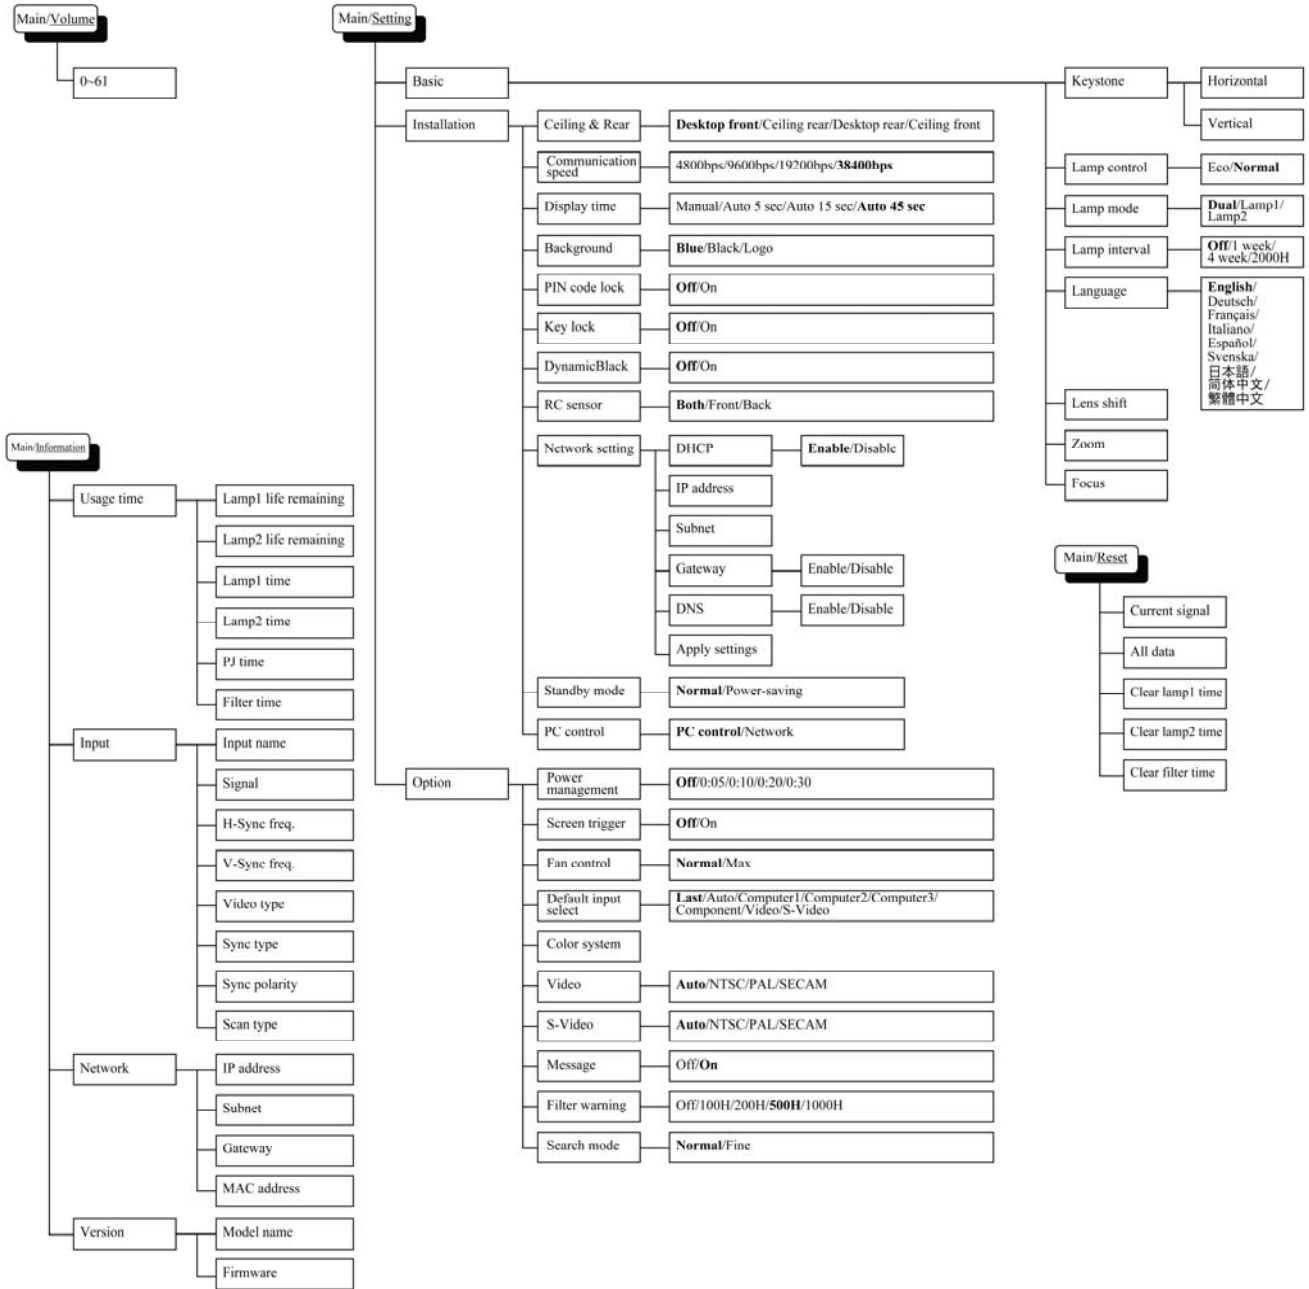 Main/Volume
0~61
Main/Setting
Basic
Keystone
Horizontal
Vertical
Lamp control
Eco/Normal
Lamp mode
Dual/Lamp1/
Lamp2
Lamp interval
Off/1 week/
4 week/2000H
Language
English/
Deutsch/
Français/
Italiano/
Español/
Svenska/
日本語/
简体中文/
繁體中文
Lens shift
Zoom
Focus
Installation
Ceiling & Rear
Desktop front/Ceiling rear/Desktop rear/Ceiling front
Communication
speed
4800bps/9600bps/19200bps/38400bps
Display time
Manual/Auto 5 sec/Auto 15 sec/Auto 45 sec
Background
Blue/Black/Logo
PIN code lock
Off/On
Key lock
Off/On
DynamicBlack
Off/On
RC sensor
Both/Front/Back
Network setting
DHCP
Enable/Disable
IP address
Subnet
Gateway
Enable/Disable
DNS
Enable/Disable
Apply settings
Standby mode
Normal/Power-saving
PC control
PC control/Network
Option
Power
management
Off/0:05/0:10/0:20/0:30
Screen trigger
Off/On
Fan control
Normal/Max
Default input
select
Last/Auto/Computer1/Computer2/Computer3/
Component/Video/S-Video
Color system
Video
Auto/NTSC/PAL/SECAM
S-Video
Auto/NTSC/PAL/SECAM
Message
Off/On
Filter warning
Off/100H/200H/500H/1000H
Search mode
Normal/Fine
Main/Information
Usage time
Lamp1 life remaining
Lamp2 life remaining
Lamp1 time
Lamp2 time
PJ time
Filter time
Input
Input name
Signal
H-Sync freq.
V-Sync freq.
Video type
Sync type
Sync polarity
Scan type
Network
IP address
Subnet
Gateway
MAC address
Version
Model name
Firmware
Main/Reset
Current signal
All data
Clear lamp1 time
Clear lamp2 time
Clear filter time